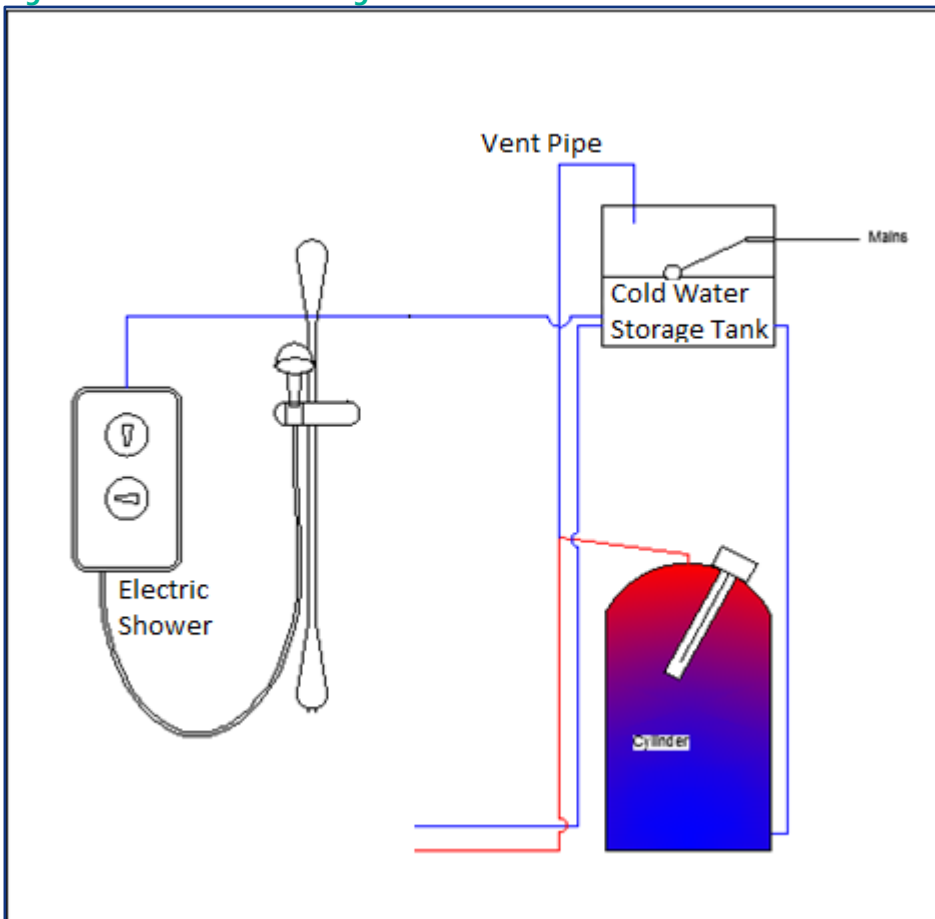 Vent Pipe
Mains
Cold Water
Storage Tank
Electric
Shower
Cylinder